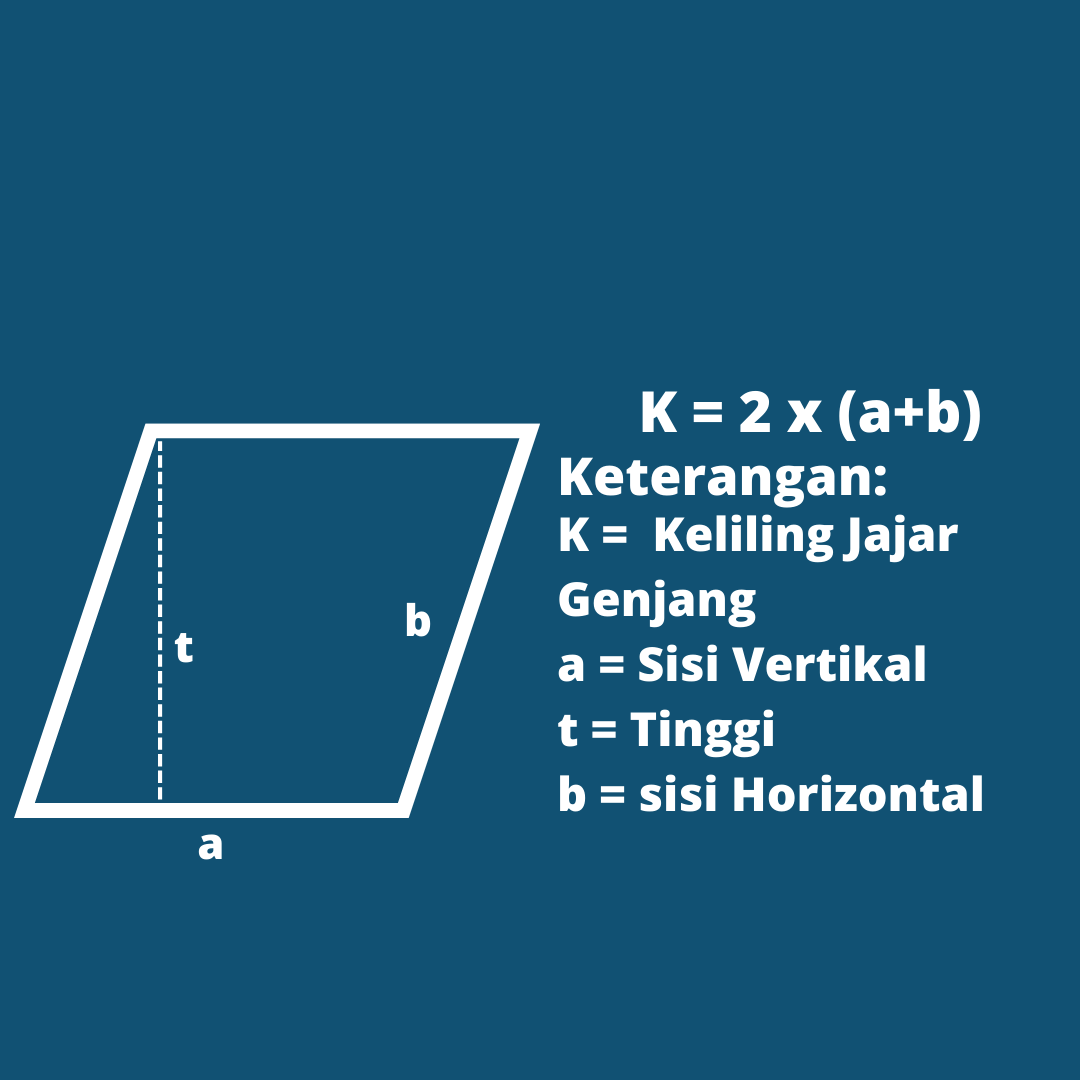 K = 2 x (a+b)
Keterangan:
K =  Keliling Jajar
Genjang
a = Sisi Vertikal
t = Tinggi
b = sisi Horizontal
b
t
a